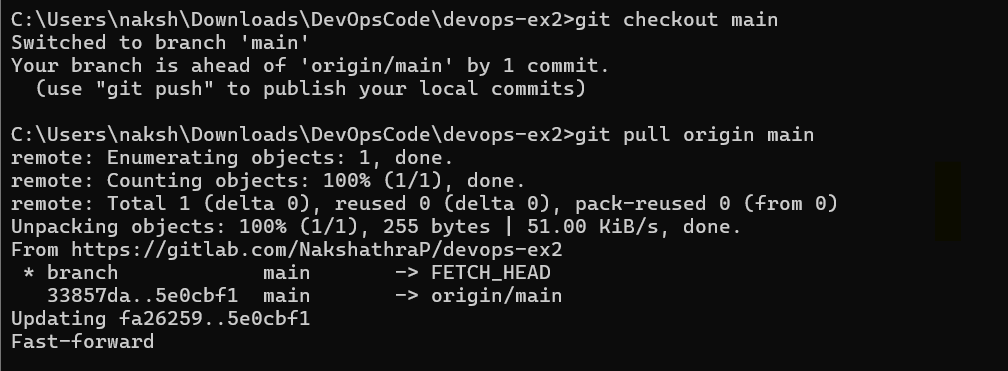 C:\Users\naksh\Downloads\DevOpsCode\devops-ex2>git checkout main
Switched to branch 'main'
Your branch is ahead of 'origin/main' by 1 commit.
  (use "git push" to publish your local commits)

C:\Users\naksh\Downloads\DevOpsCode\devops-ex2>git pull origin main
remote: Enumerating objects: 1, done.
remote: Counting objects: 100% (1/1), done.
remote: Total 1 (delta 0), reused 0 (delta 0), pack-reused 0 (from 0)
Unpacking objects: 100% (1/1), 255 bytes | 51.00 KiB/s, done.
From https://gitlab.com/NakshathraP/devops-ex2
 * branch            main       -> FETCH_HEAD
   33857da..5e0cbf1  main       -> origin/main
Updating fa26259..5e0cbf1
Fast-forward